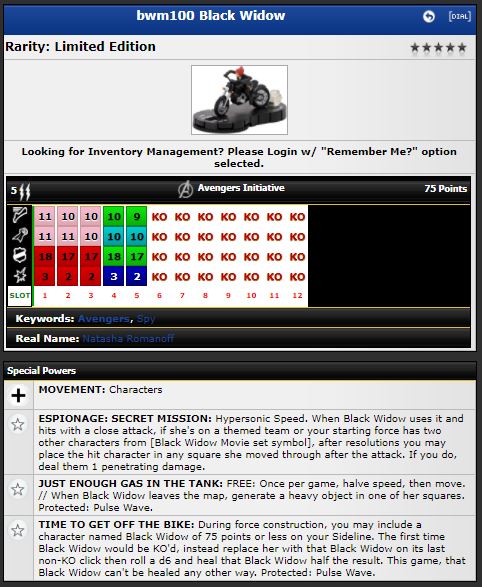 bwm100 Black Widow
[DIAL]
Rarity: Limited Edition
Looking for Inventory Management? Please Login w/ "Remember Me?" option
selected.
5 Avengers Initiative 75 Points
11 10 10 10 9 KO KO KO KO KO KO KO
11 11 10 10 10 KO KO KO KO KO KO KO
18 17 17 18 17 KO KO KO KO KO KO KO
3 2 2 3 2 KO KO KO KO KO KO KO
SLOT 1 2 3 4 5 6 7 8 9 10 11 12
Keywords: Avengers, Spy
Real Name: Natasha Romanoff
Special Powers
MOVEMENT: Characters
ESPIONAGE: SECRET MISSION: Hypersonic Speed. When Black Widow uses it and
hits with a close attack, if she's on a themed team or your starting force has two
other characters from [Black Widow Movie set symbol], after resolutions you may
place the hit character in any square she moved through after the attack. If you do,
deal them 1 penetrating damage.
JUST ENOUGH GAS IN THE TANK: FREE: Once per game, halve speed, then move.
// When Black Widow leaves the map, generate a heavy object in one of her squares.
Protected: Pulse Wave.
TIME TO GET OFF THE BIKE: During force construction, you may include a
character named Black Widow of 75 points or less on your Sideline. The first time
Black Widow would be KO'd, instead replace her with that Black Widow on its last
non-KO click then roll a d6 and heal that Black Widow half the result. This game, that
Black Widow can't be healed any other way. Protected: Pulse Wave.